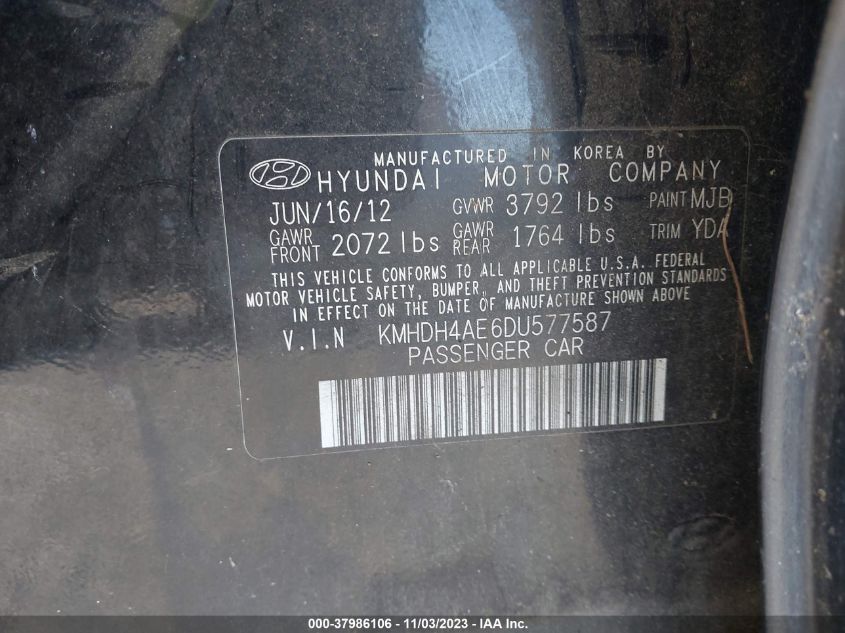 MANUFACTURED IN KOREA BY
HYUNDAI MOTOR COMPANY
JUN/16/12 GVWR 3792 lbs PAINT MJB
GAWR FRONT 2072 lbs GAWR REAR 1764 lbs TRIM YDA
THIS VEHICLE CONFORMS TO ALL APPLICABLE U.S.A. FEDERAL
MOTOR VEHICLE SAFETY, BUMPER, AND THEFT PREVENTION STANDARDS
IN EFFECT ON THE DATE OF MANUFACTURE SHOWN ABOVE
V.I.N KMHDH4AE6DU577587
PASSENGER CAR
000-37986106 - 11/03/2023 - IAA Inc.